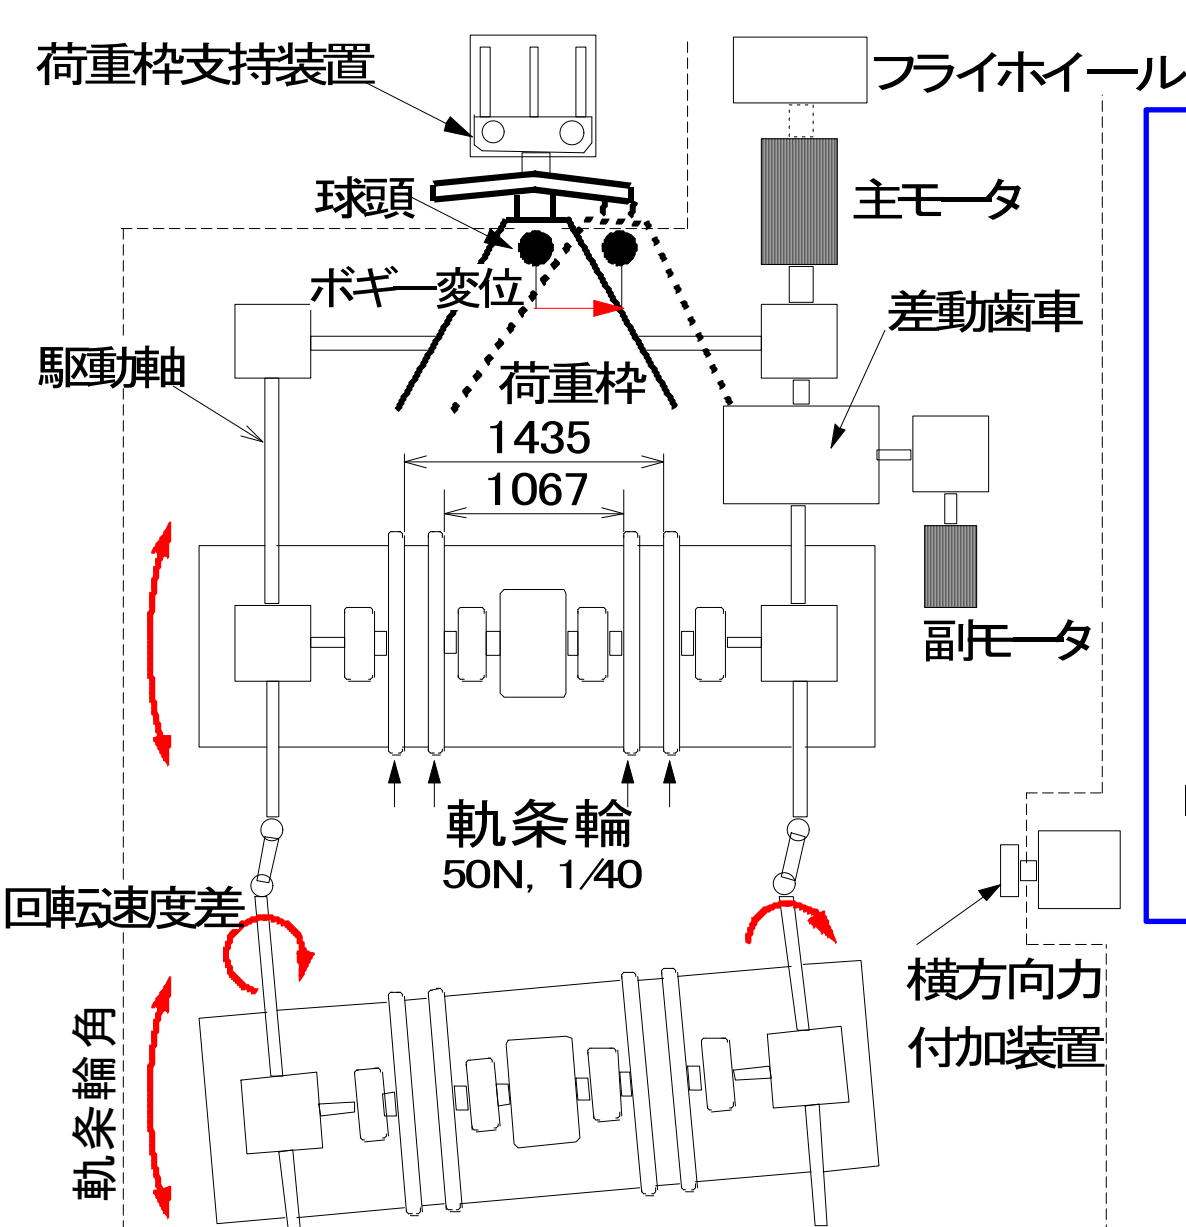 荷重枠支持装置
フライホイール
球頭
主モータ
ボギー変位
差動歯車
駆動軸
荷重枠
1435
1067
副モータ
軌条輪
50N, 1/40
回転速度差
横方向力
付加装置
軌条輪角